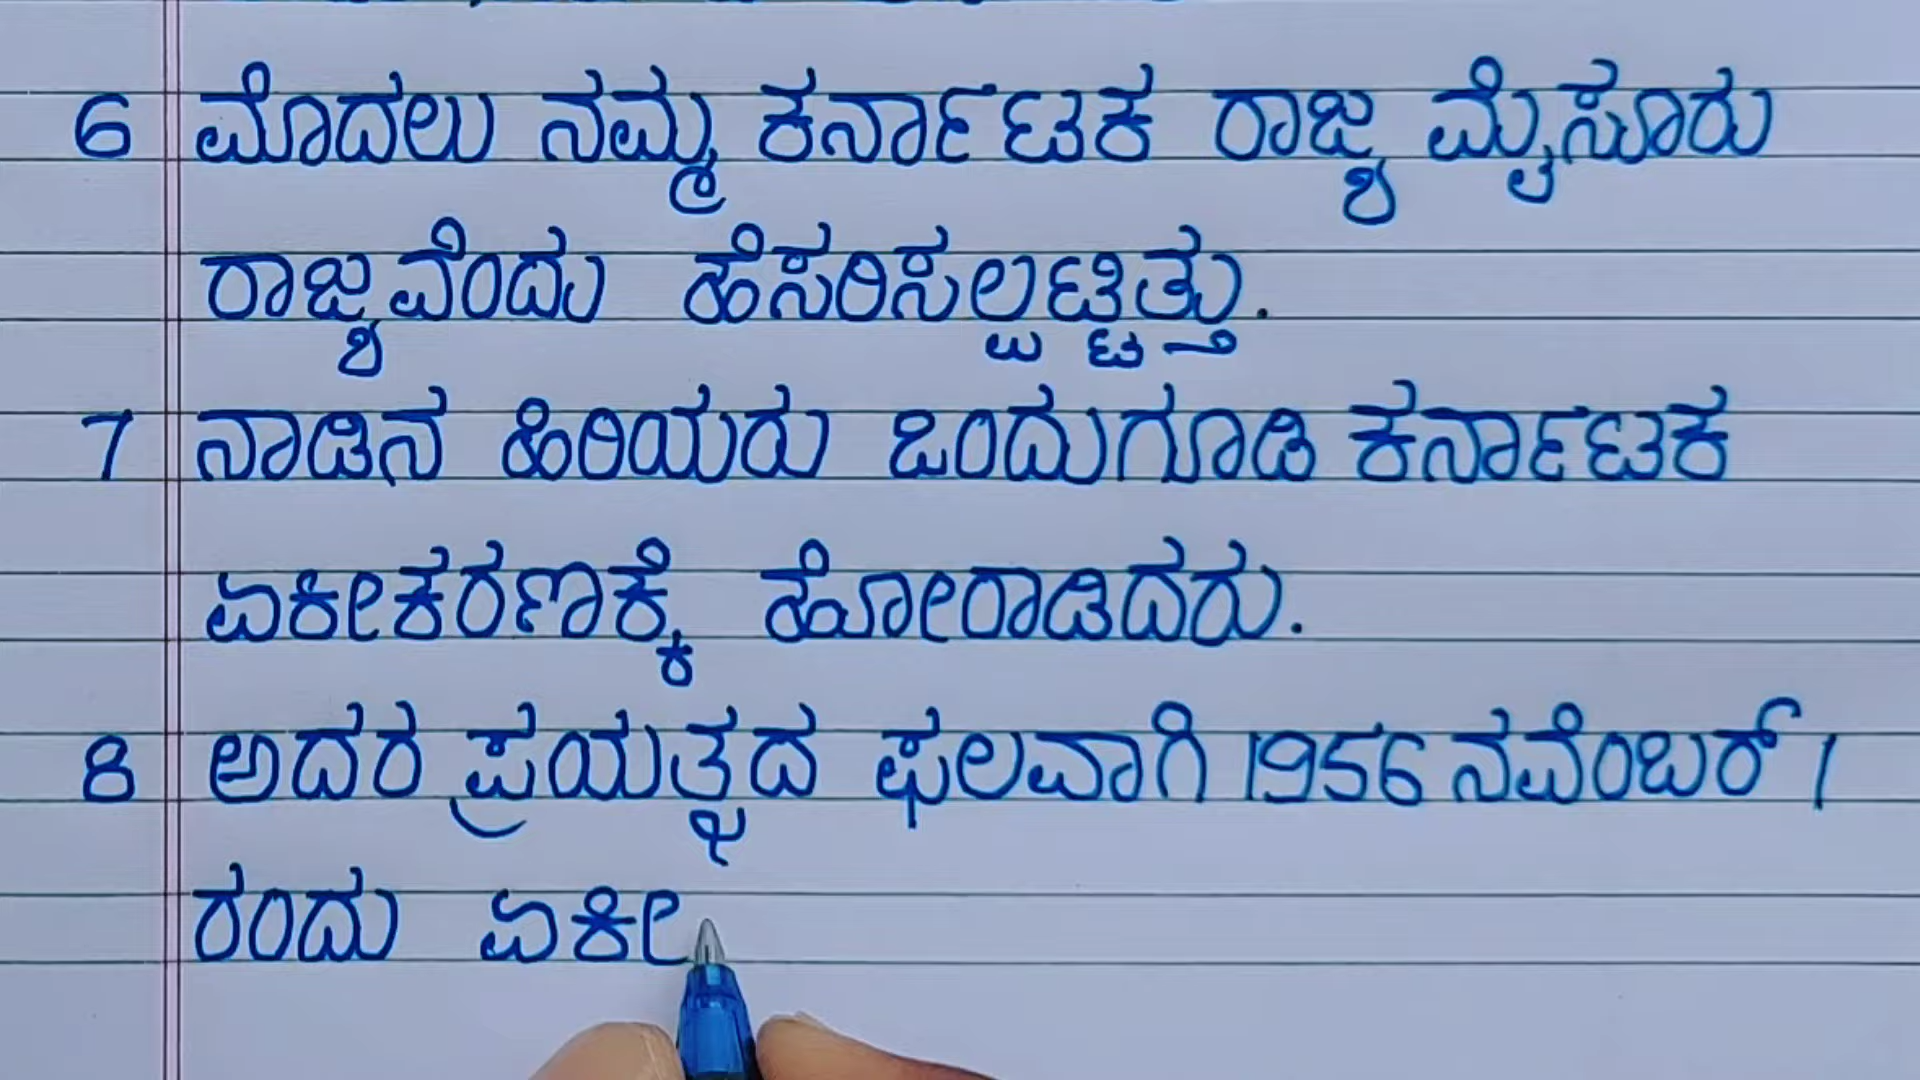 6 ಮೊದಲು ನಮ್ಮ ಕರ್ನಾಟಕ ರಾಜ್ಯ ಮೈಸೂರು
ರಾಜ್ಯವೆಂದು ಹೆಸರಿಸಲ್ಪಟ್ಟಿತ್ತು.
7 ನಾಡಿನ ಹಿರಿಯರು ಒಂದುಗೂಡಿ ಕರ್ನಾಟಕ
ಏಕೀಕರಣಕ್ಕೆ ಹೋರಾಡಿದರು.
8 ಅದರ ಪ್ರಯತ್ನದ ಫಲವಾಗಿ 1956 ನವೆಂಬರ್ 1
ರಂದು ಏಕೀ